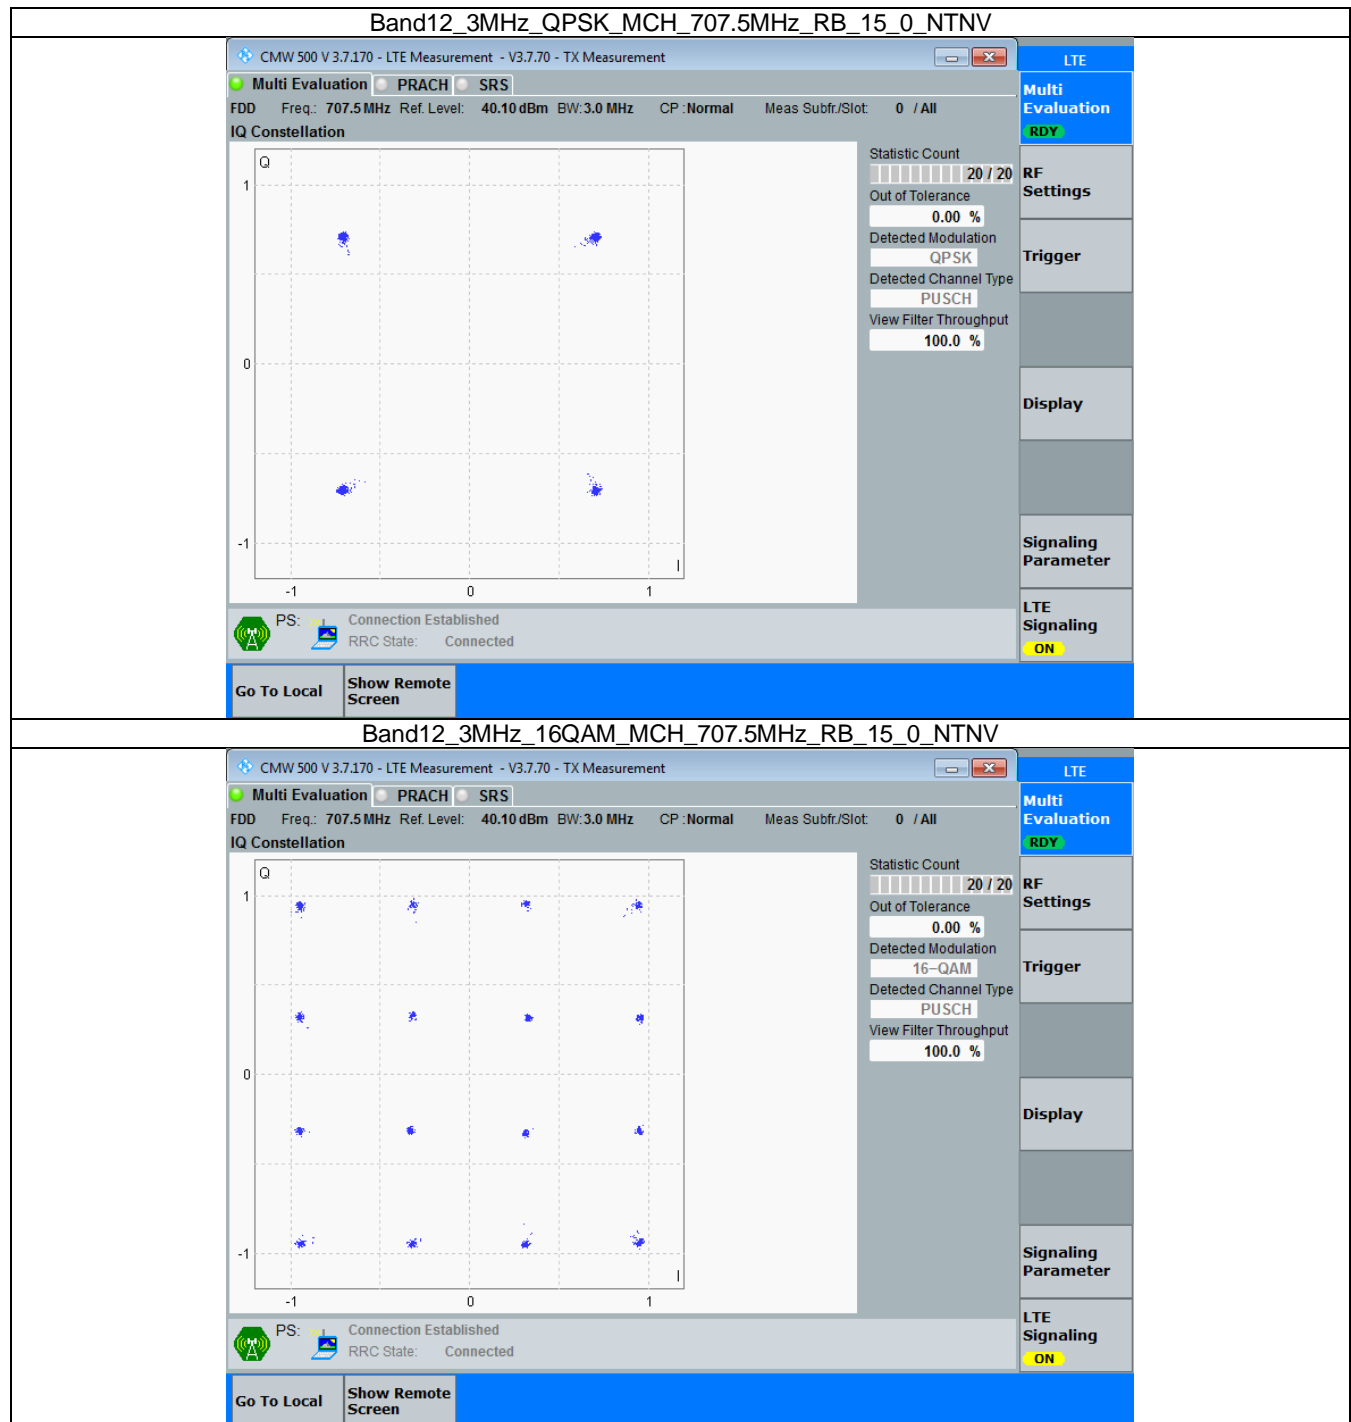 Band12_3MHz_QPSK_MCH_707.5MHz_RB_15_0_NTNV
CMW 500 V 3.7.170 - LTE Measurement - V3.7.70 - TX Measurement
LTE
Multi Evaluation PRACH SRS
FDD Freq.: 707.5 MHz Ref. Level: 40.10 dBm BW: 3.0 MHz CP : Normal Meas Subfr./Slot: 0 / All
IQ Constellation
Q
1
0
-1
-1 0 1
I
Statistic Count
20 / 20
Out of Tolerance
0.00 %
Detected Modulation
QPSK
Detected Channel Type
PUSCH
View Filter Throughput
100.0 %
Multi
Evaluation
RDY
RF
Settings
Trigger
Display
Signaling
Parameter
LTE
Signaling
ON
PS: Connection Established
RRC State: Connected
Go To Local
Show Remote
Screen
Band12_3MHz_16QAM_MCH_707.5MHz_RB_15_0_NTNV
CMW 500 V 3.7.170 - LTE Measurement - V3.7.70 - TX Measurement
LTE
Multi Evaluation PRACH SRS
FDD Freq.: 707.5 MHz Ref. Level: 40.10 dBm BW: 3.0 MHz CP : Normal Meas Subfr./Slot: 0 / All
IQ Constellation
Q
1
0
-1
-1 0 1
I
Statistic Count
20 / 20
Out of Tolerance
0.00 %
Detected Modulation
16-QAM
Detected Channel Type
PUSCH
View Filter Throughput
100.0 %
Multi
Evaluation
RDY
RF
Settings
Trigger
Display
Signaling
Parameter
LTE
Signaling
ON
PS: Connection Established
RRC State: Connected
Go To Local
Show Remote
Screen